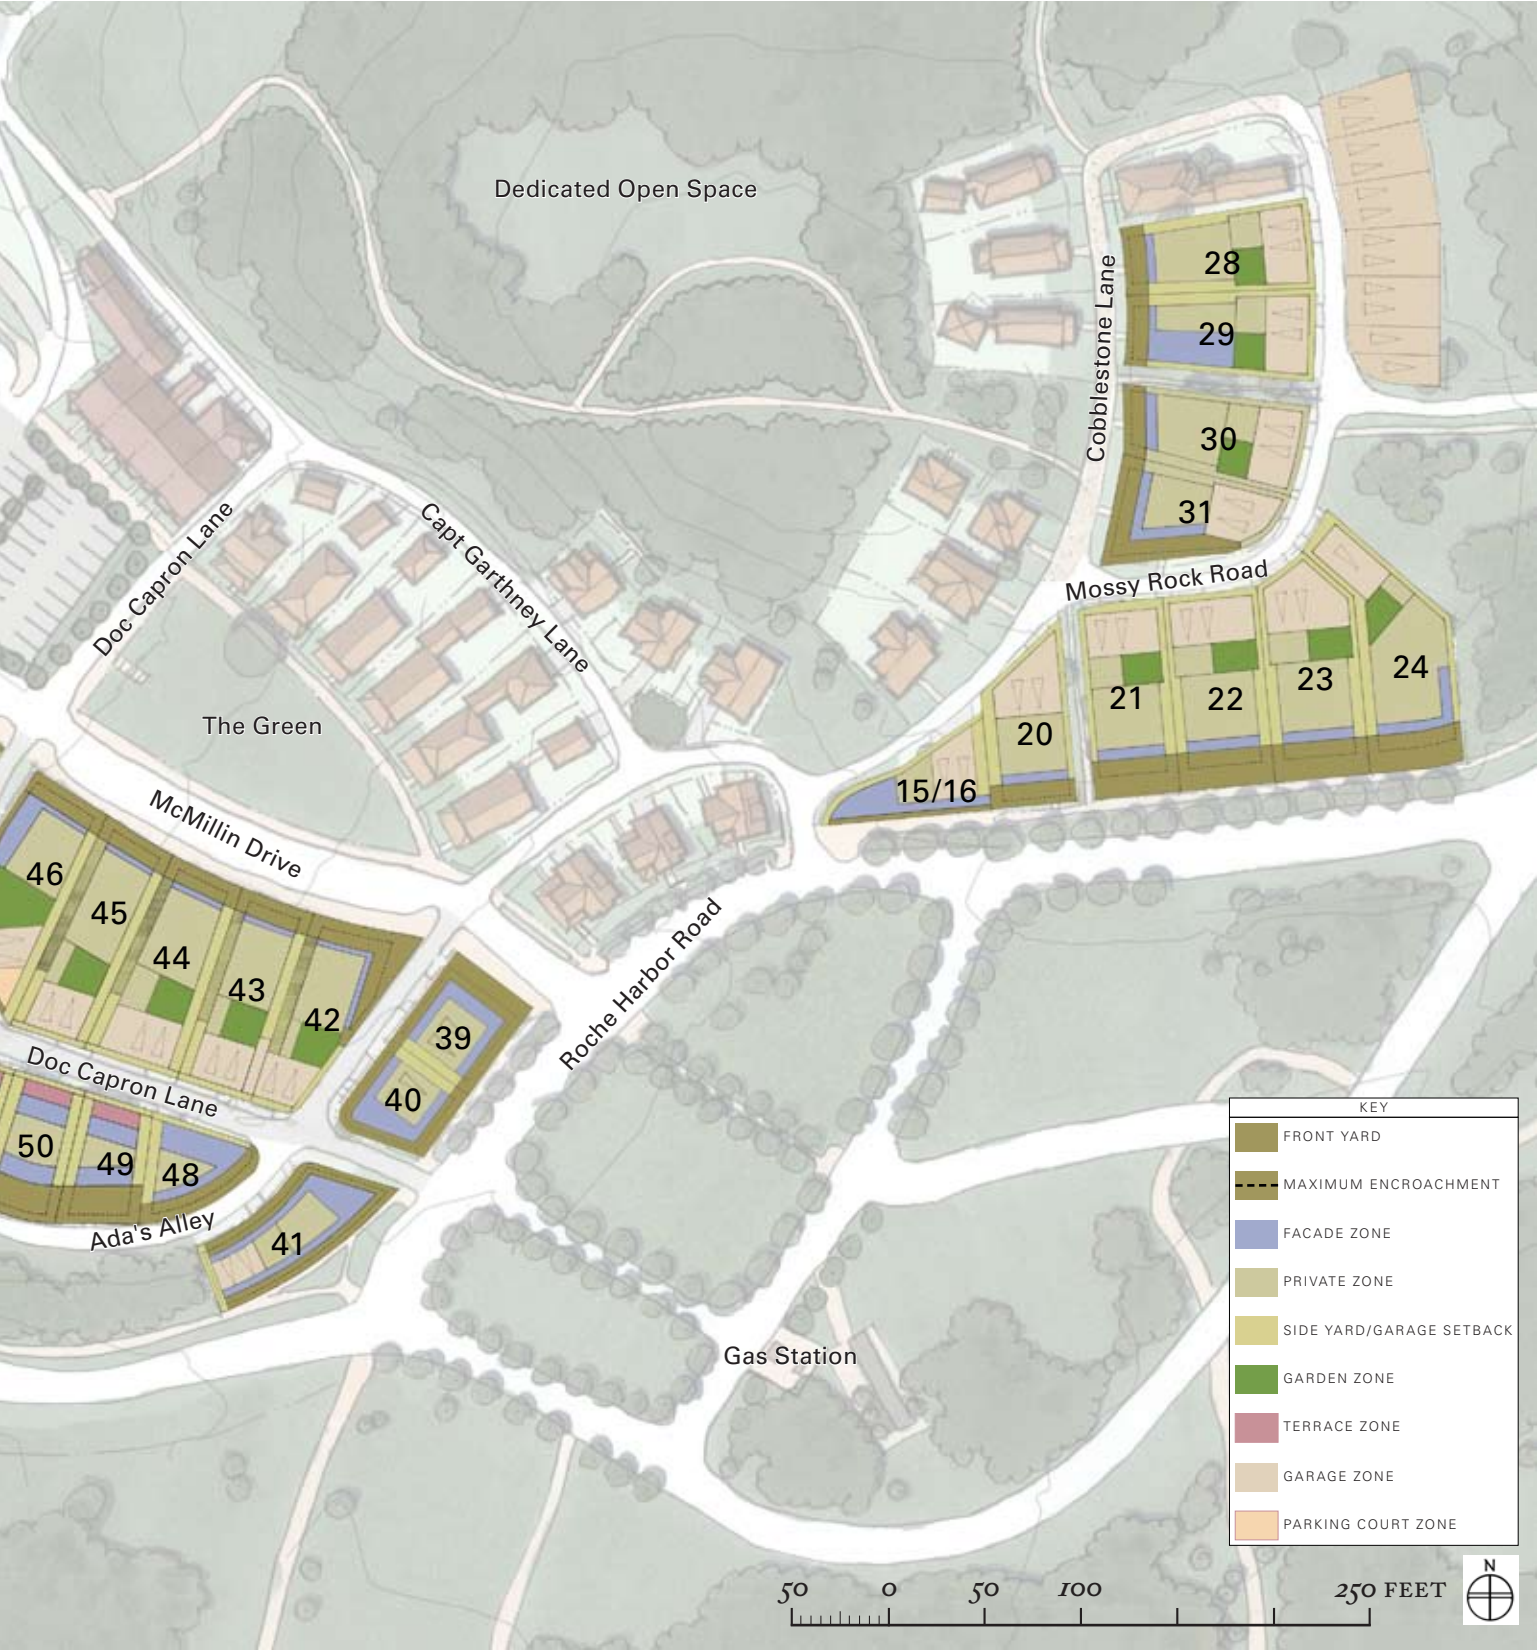 Dedicated Open Space
28
Cobblestone Lane
29
30
31
Doc Capron Lane
Capt Garthney Lane
Mossy Rock Road
24
23
21
22
The Green
20
15/16
McMillin Drive
46
45
44
43
42
Roche Harbor Road
39
40
Doc Capron Lane
50
49
48
Ada's Alley
41
Gas Station
KEY
FRONT YARD
MAXIMUM ENCROACHMENT
FACADE ZONE
PRIVATE ZONE
SIDE YARD/GARAGE SETBACK
GARDEN ZONE
TERRACE ZONE
GARAGE ZONE
PARKING COURT ZONE
50 0 50 100 250 FEET
N